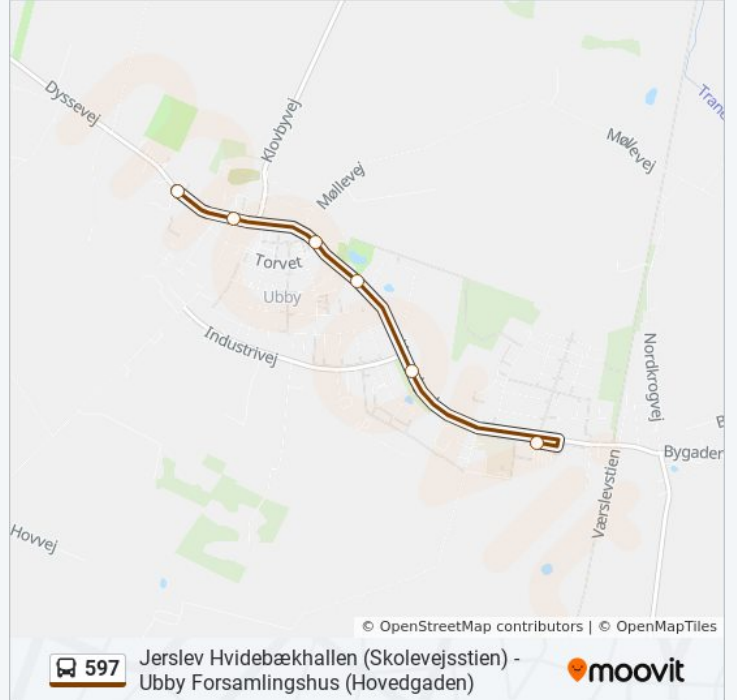 Dyssevej
Klovbyvej
Møllevej
Møllevej
Torvet
Ubby
Industrivej
Nordkrogvej
Bygaden
Værslevstien
Hovvej
© OpenStreetMap contributors | © OpenMapTiles
597
Jerslev Hvidebækhallen (Skolevejsstien) -
Ubby Forsamlingshus (Hovedgaden)
moovit